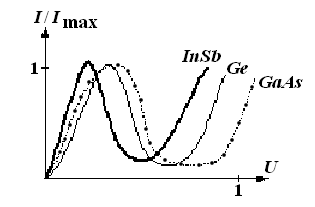 I/I max
InSb
Ge
GaAs
1
U
1